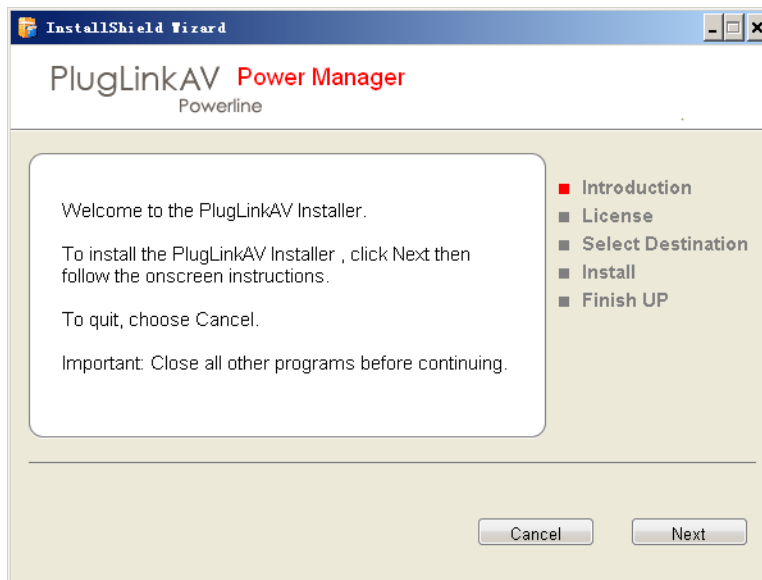 InstallShield Wizard
PlugLinkAV Power Manager
Powerline
Welcome to the PlugLinkAV Installer.
To install the PlugLinkAV Installer , click Next then
follow the onscreen instructions.
To quit, choose Cancel.
Important: Close all other programs before continuing.
Introduction
License
Select Destination
Install
Finish UP
Cancel
Next